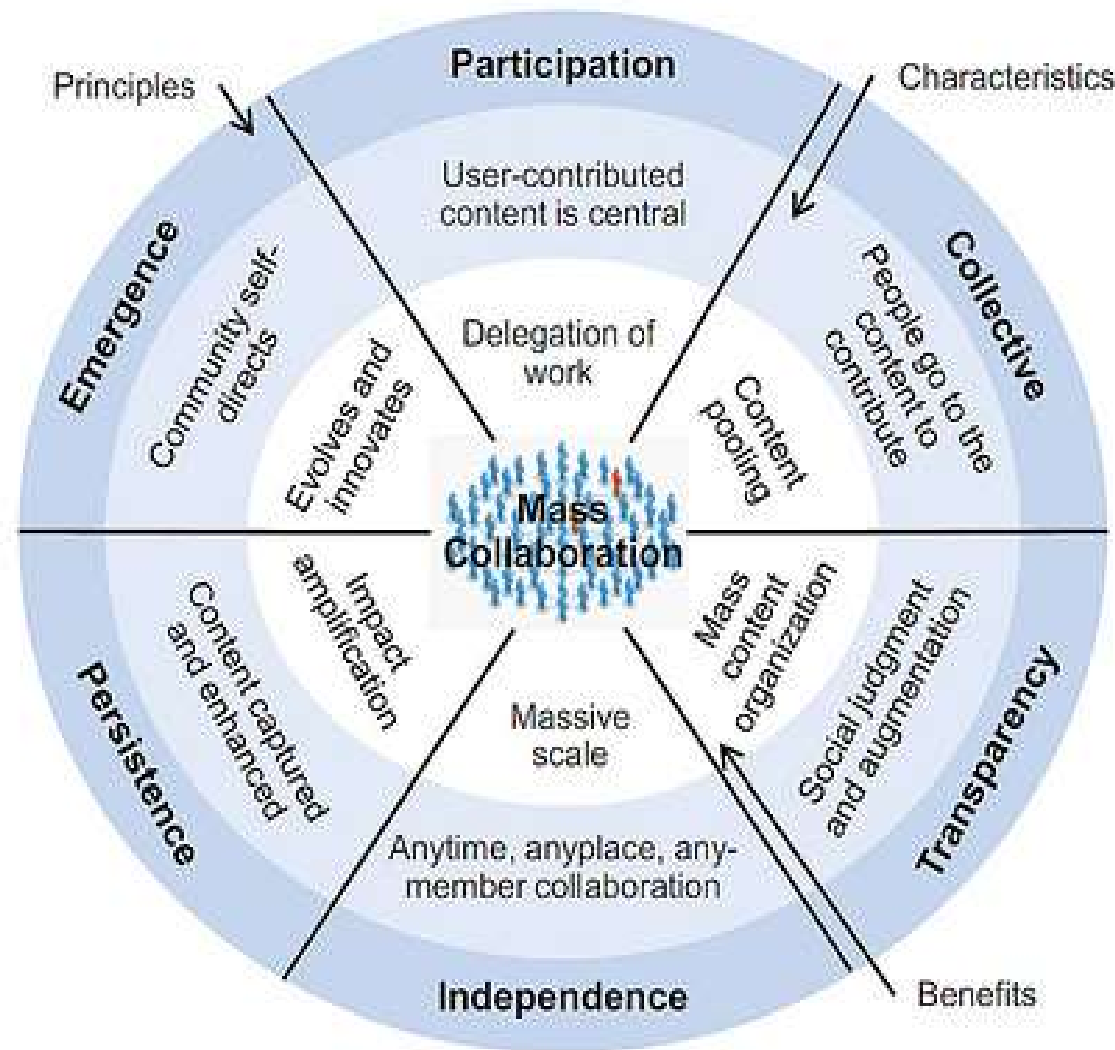 Principles
Participation
Characteristics
User-contributed
content is central
Delegation of
work
Emergence
Community self-
directs
Evolves and
innovates
Collective
People go to the
content to
contribute
Content
pooling
Mass
Collaboration
Persistence
Content captured
and enhanced
Impact
amplification
Transparency
Social judgment
and augmentation
Mass
content
organization
Massive
scale
Anytime, anyplace, any-
member collaboration
Independence
Benefits